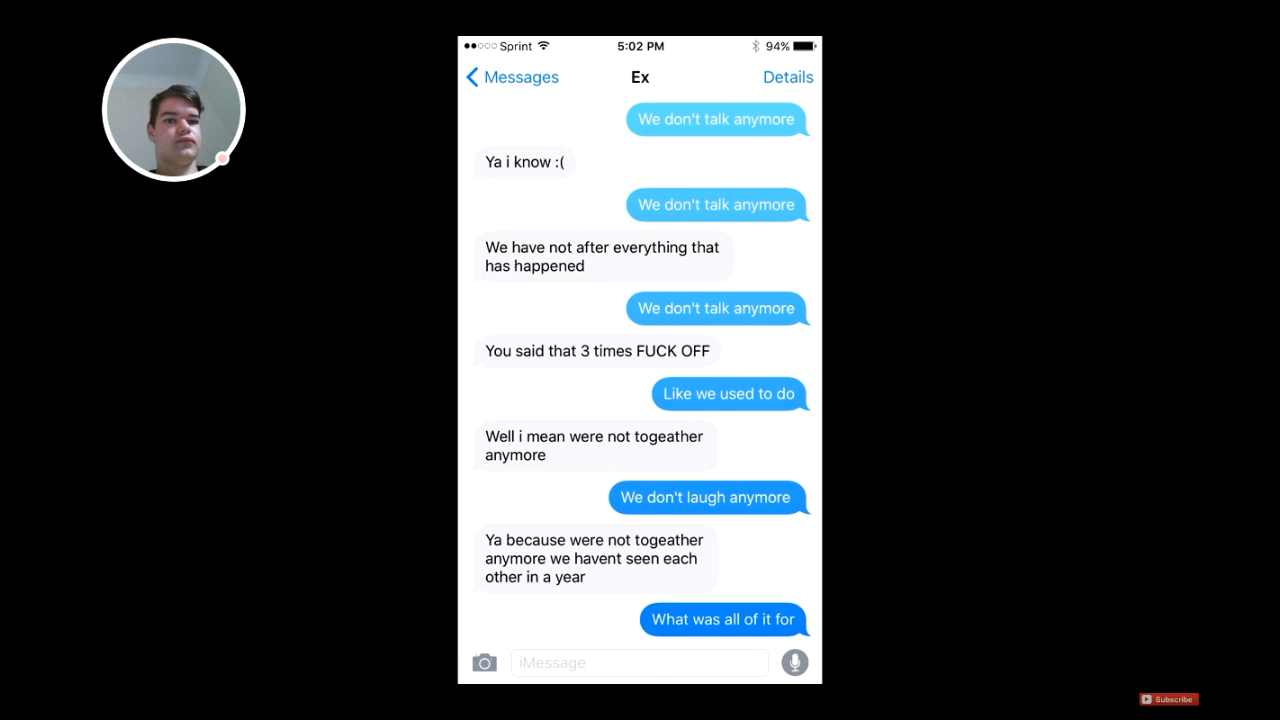 Sprint 5:02 PM 94%
Messages Ex Details
We don't talk anymore
Ya i know :(
We don't talk anymore
We have not after everything that
has happened
We don't talk anymore
You said that 3 times FUCK OFF
Like we used to do
Well i mean were not togeather
anymore
We don't laugh anymore
Ya because were not togeather
anymore we havent seen each
other in a year
What was all of it for
iMessage
Subscribe